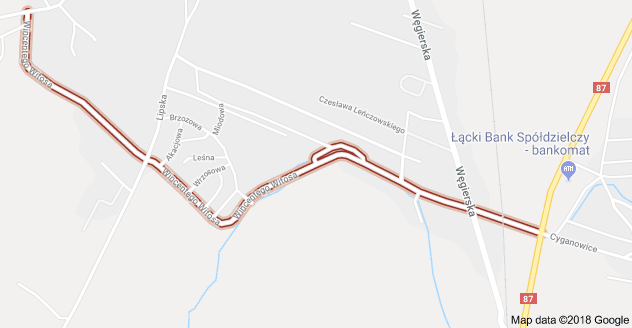 Wincentego Witosa
Lipska
Węgierska
87
Brzozowa
Miodowa
Akacjowa
Czesława Leńczowskiego
Łącki Bank Spółdzielczy
- bankomat
ATM
Leśna
Wrzosowa
Wincentego Witosa
Wincentego Witosa
Węgierska
Cyganowice
87
Map data ©2018 Google